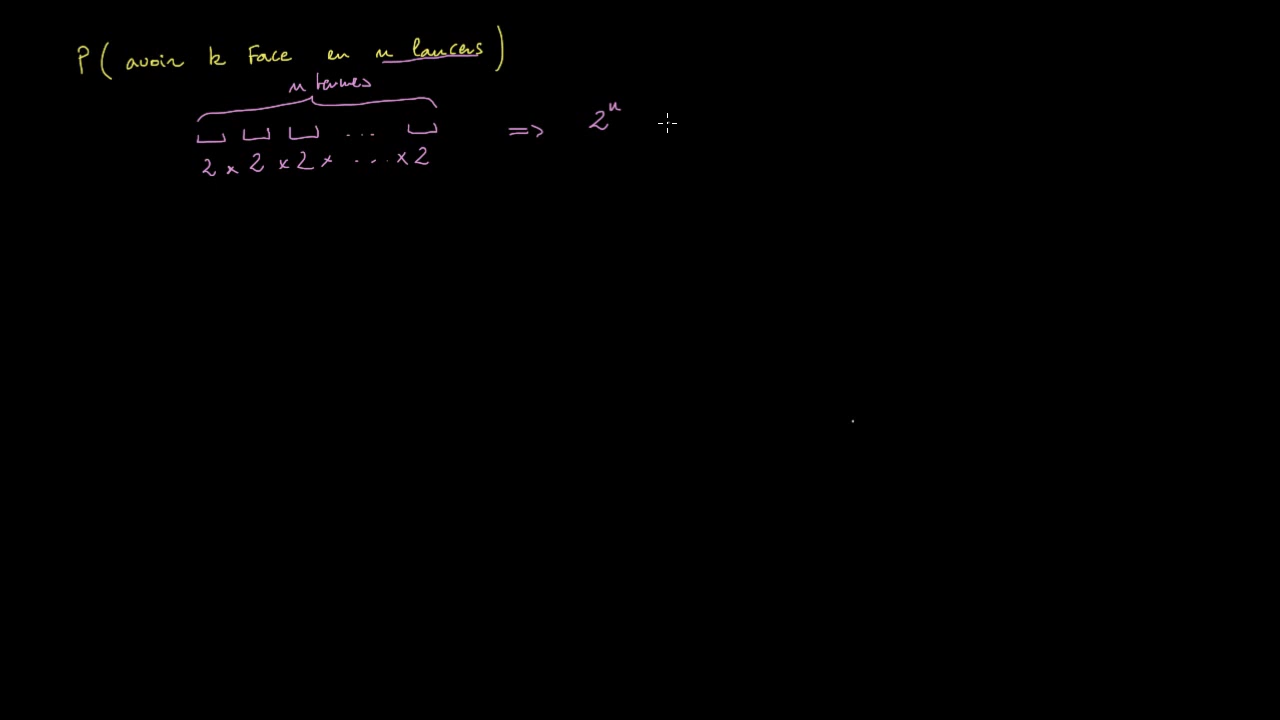 P( avoir k Face en n lancers )
n termes
... => 2ⁿ
2 x 2 x 2 x ... x 2